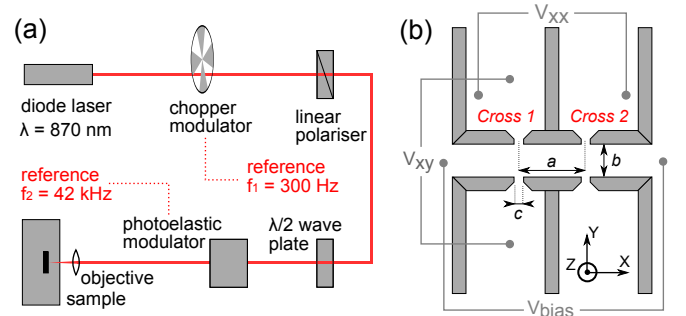 (a)
diode laser
λ = 870 nm
chopper
modulator
linear
polariser
reference
f₁ = 300 Hz
reference
f₂ = 42 kHz
photoelastic
modulator
λ/2 wave
plate
objective
sample
(b)
Vxx
Cross 1
Cross 2
Vxy
a
b
c
Y
Z
X
Vbias